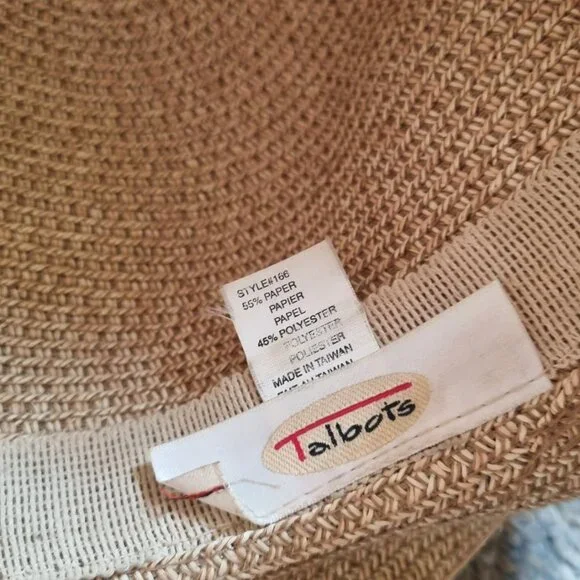 STYLE#166
55% PAPER
PAPIER
PAPEL
45% POLYESTER
POLYESTER
POLIESTER
MADE IN TAIWAN
Talbots